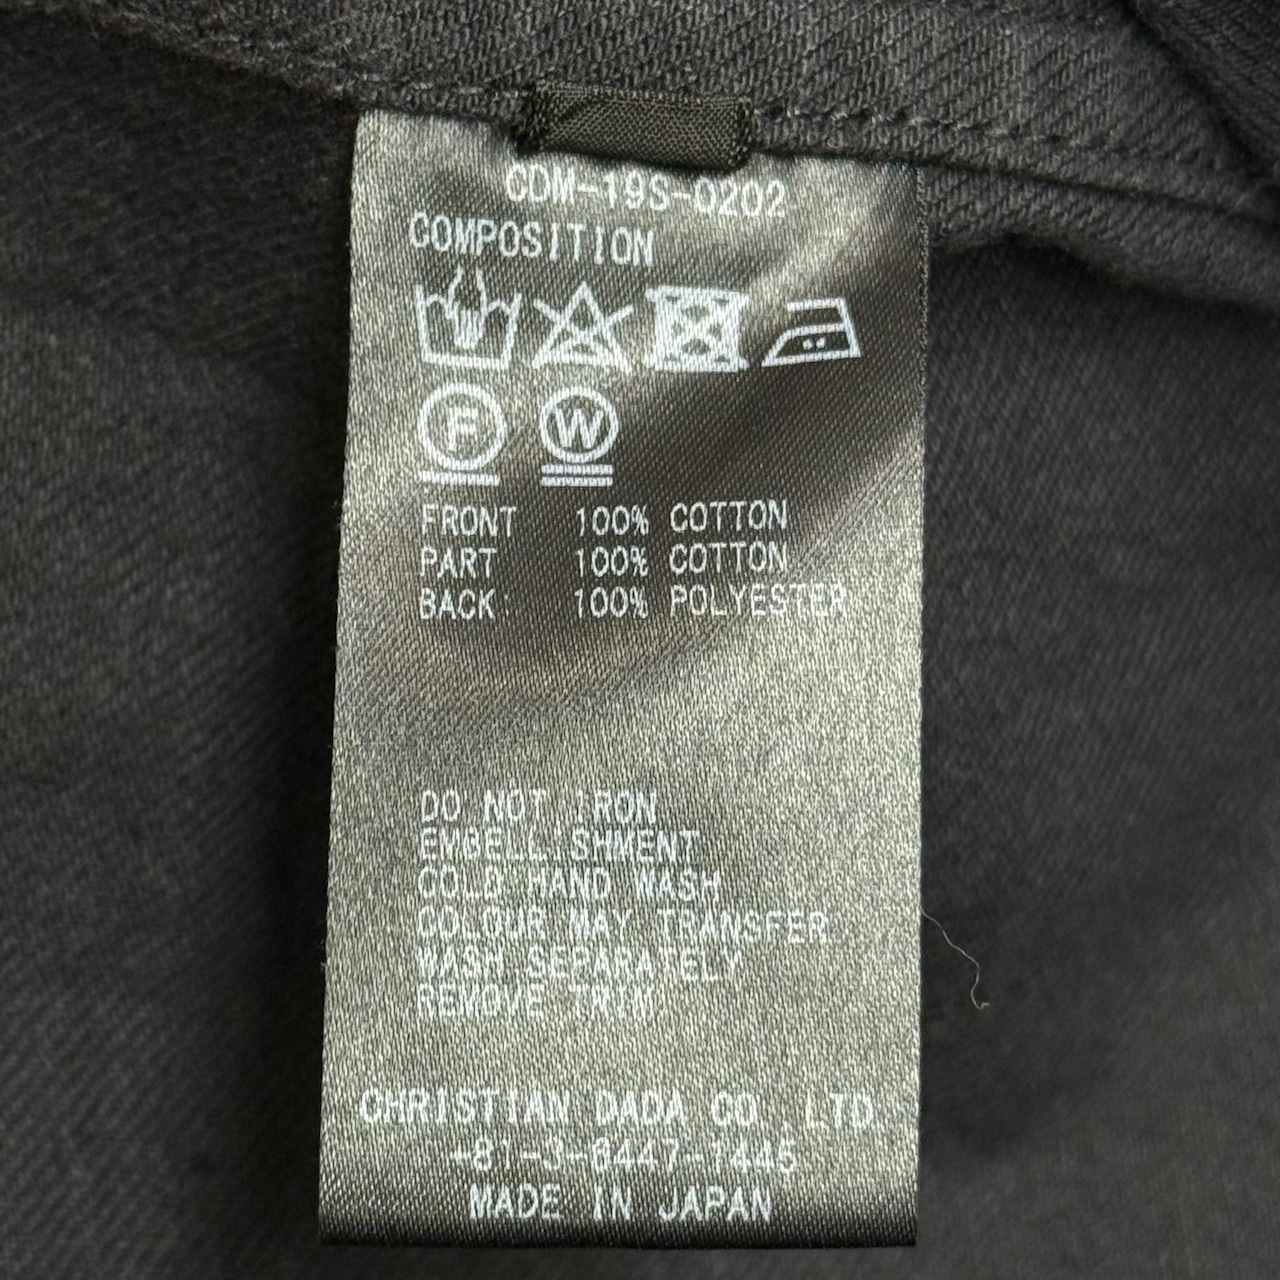 CDM-19S-0202
COMPOSITION
F W
FRONT 100% COTTON
PART 100% COTTON
BACK 100% POLYESTER
DO NOT IRON
EMBELLISHMENT
COLD HAND WASH
COLOUR MAY TRANSFER
WASH SEPARATELY
REMOVE TRIM
CHRISTIAN DADA CO. LTD.
+81-3-6447-1445
MADE IN JAPAN